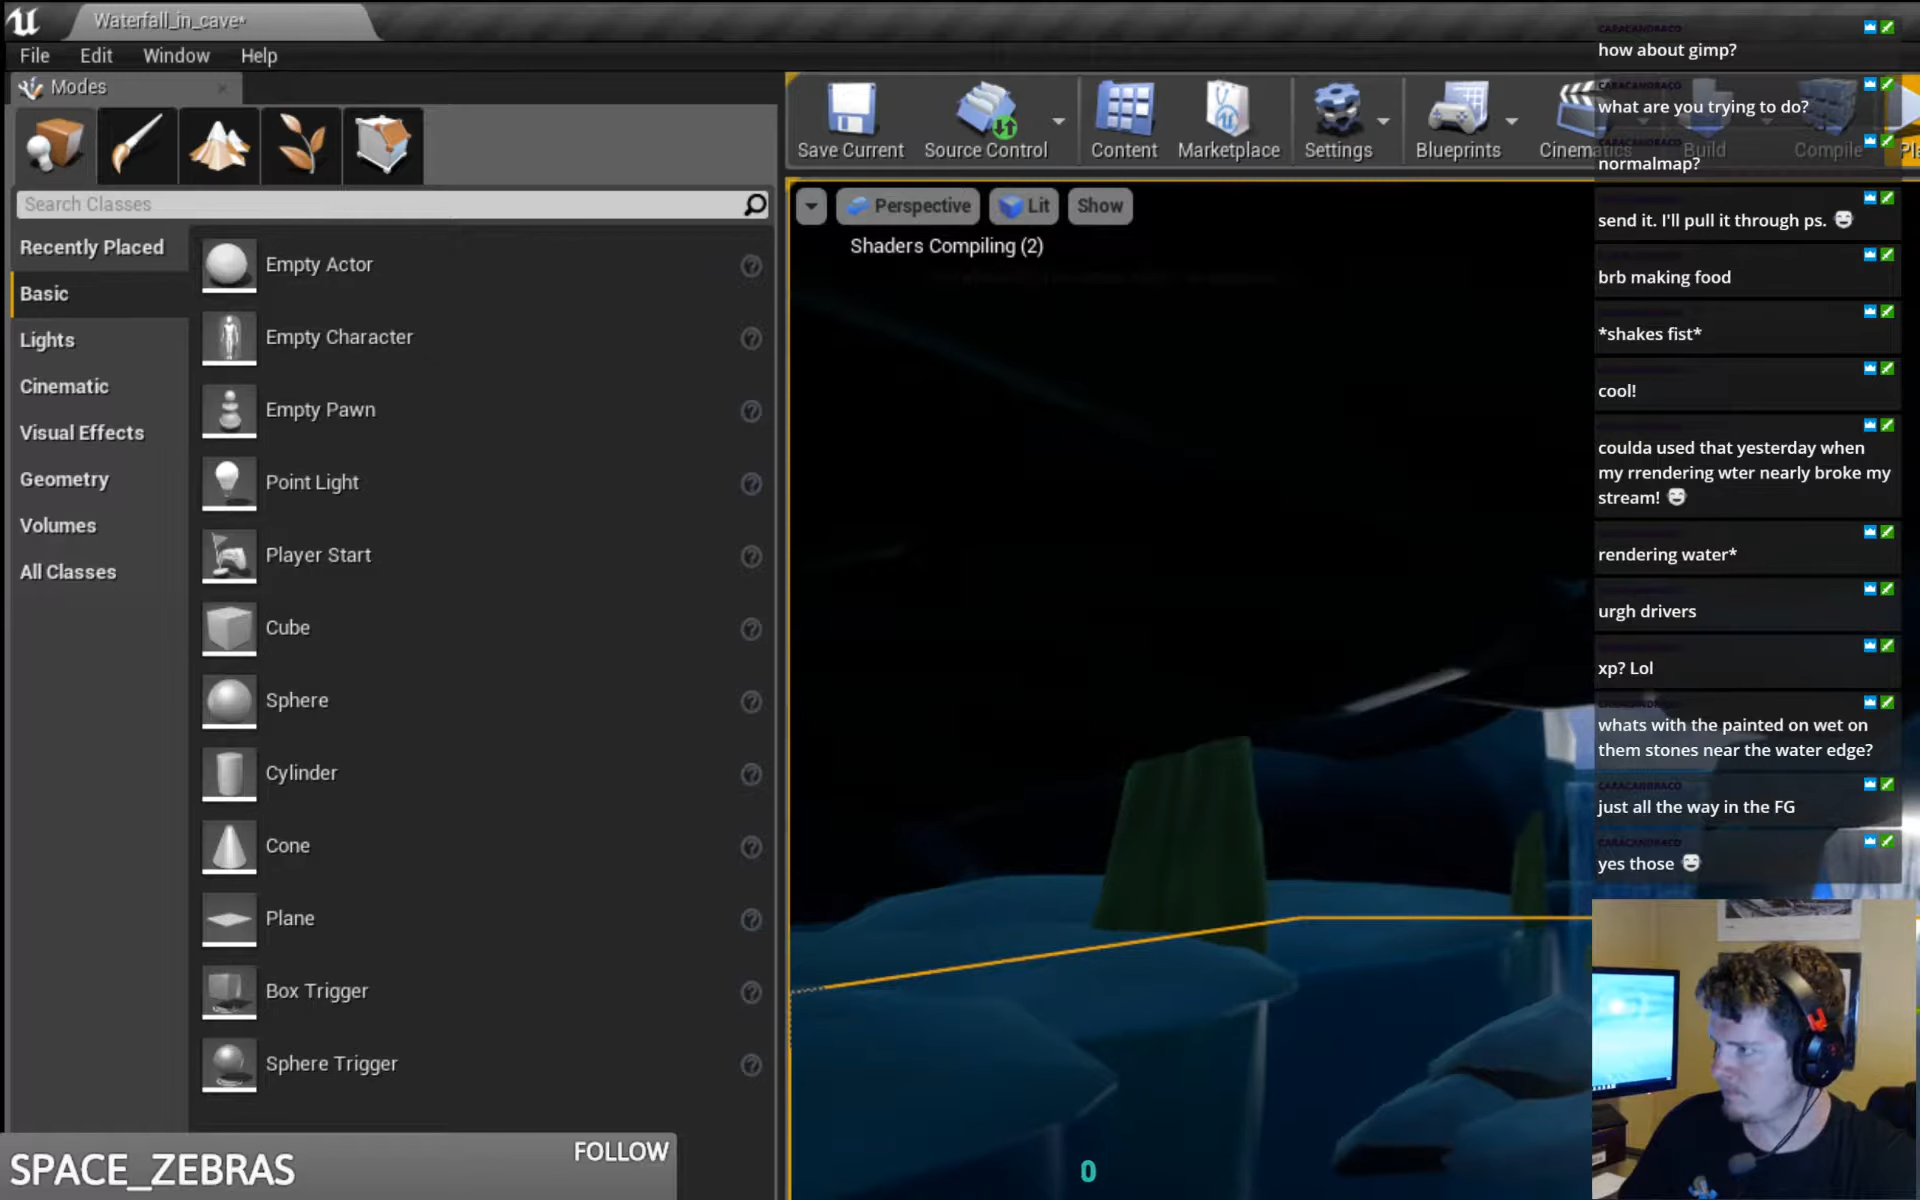 Waterfall_in_cave*
File Edit Window Help
Modes
Search Classes
Recently Placed
Basic
Lights
Cinematic
Visual Effects
Geometry
Volumes
All Classes
Empty Actor
Empty Character
Empty Pawn
Point Light
Player Start
Cube
Sphere
Cylinder
Cone
Plane
Box Trigger
Sphere Trigger
Save Current
Source Control
Content
Marketplace
Settings
Blueprints
Cinematics
Build
Compile
Perspective
Lit
Show
Shaders Compiling (2)
CARACANDRACO
how about gimp?
CARACANDRACO
what are you trying to do?
CARACANDRACO
normalmap?
send it. I'll pull it through ps.
brb making food
*shakes fist*
cool!
coulda used that yesterday when
my rrendering wter nearly broke my
stream!
rendering water*
urgh drivers
xp? Lol
whats with the painted on wet on
them stones near the water edge?
CARACANDRACO
just all the way in the FG
CARACANDRACO
yes those
SPACE_ZEBRAS
FOLLOW
0